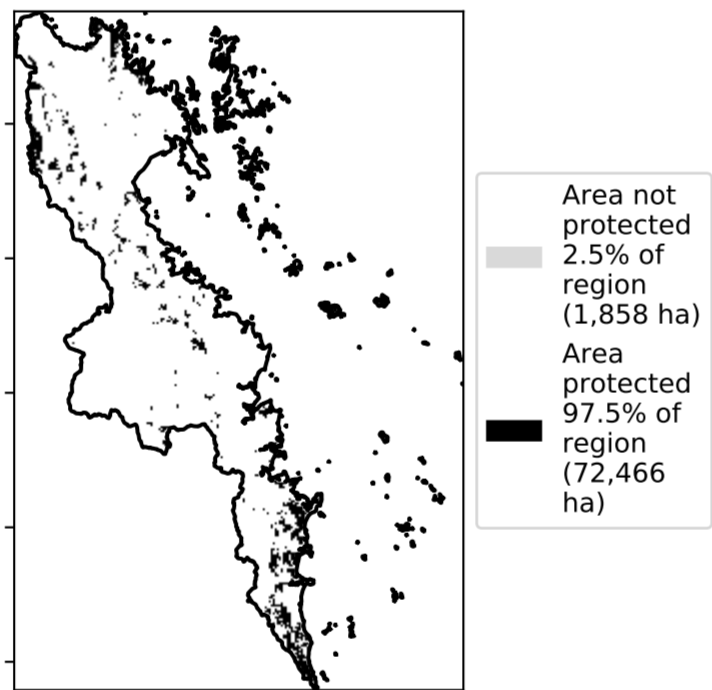 Area not
protected
2.5% of
region
(1,858 ha)
Area
protected
97.5% of
region
(72,466
ha)